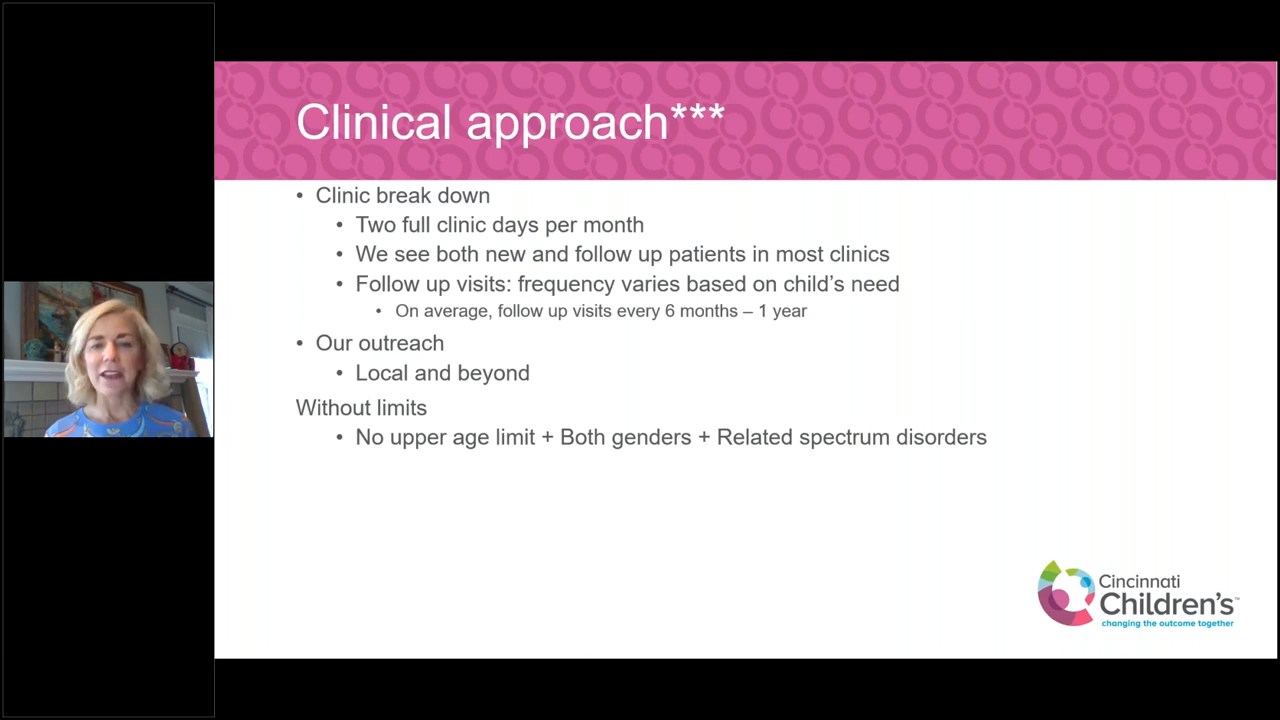 Clinical approach***
• Clinic break down
• Two full clinic days per month
• We see both new and follow up patients in most clinics
• Follow up visits: frequency varies based on child's need
• On average, follow up visits every 6 months – 1 year
• Our outreach
• Local and beyond
Without limits
• No upper age limit + Both genders + Related spectrum disorders
Cincinnati
Children's™
changing the outcome together